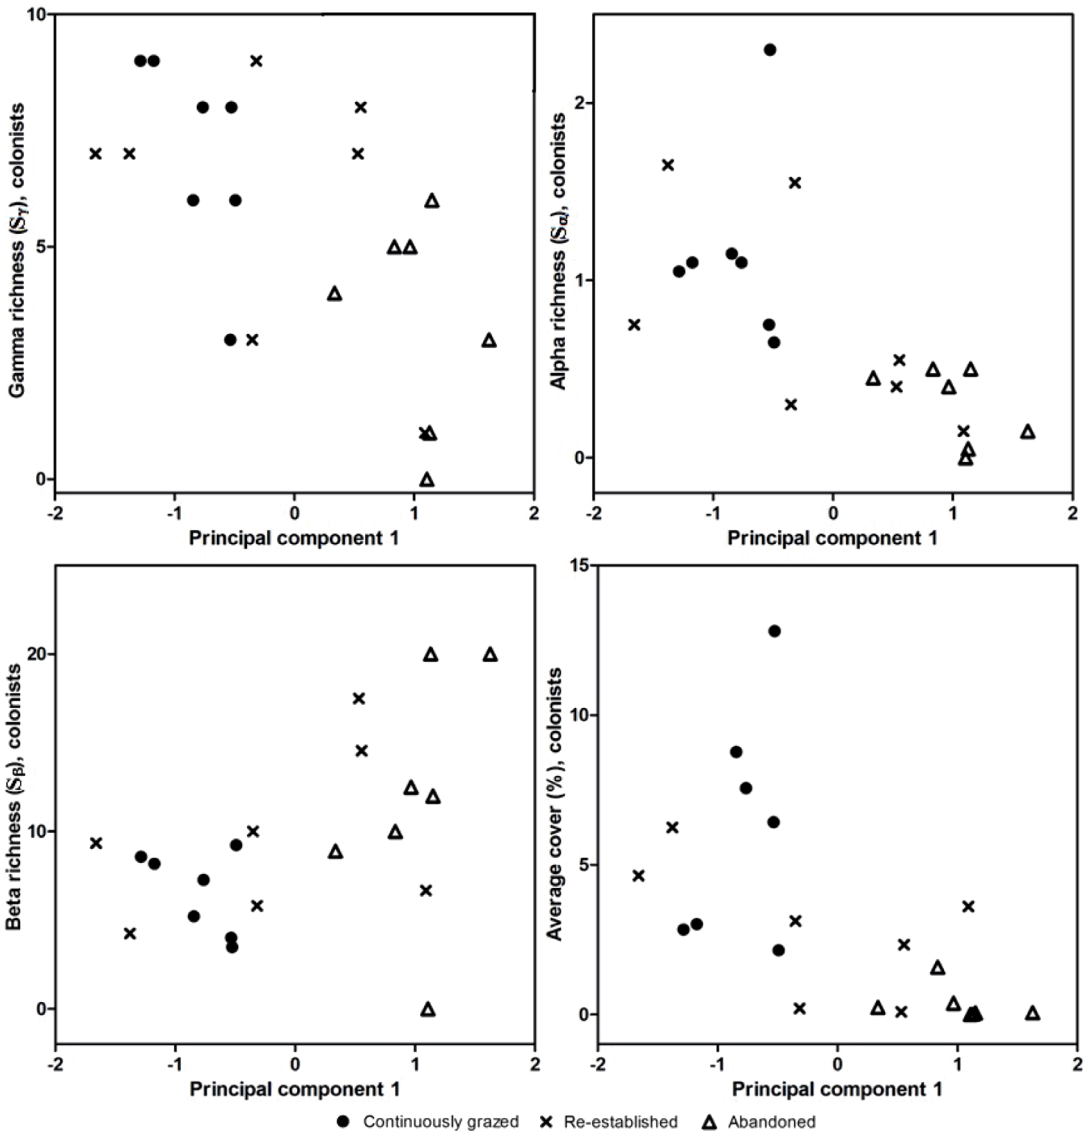 10
5
0
Gamma richness (Sγ), colonists
-2 -1 0 1 2
Principal component 1
2
1
0
Alpha richness (Sα), colonists
-2 -1 0 1 2
Principal component 1
20
10
0
Beta richness (Sβ), colonists
-2 -1 0 1 2
Principal component 1
15
10
5
0
Average cover (%), colonists
-2 -1 0 1 2
Principal component 1
Continuously grazed Re-established Abandoned